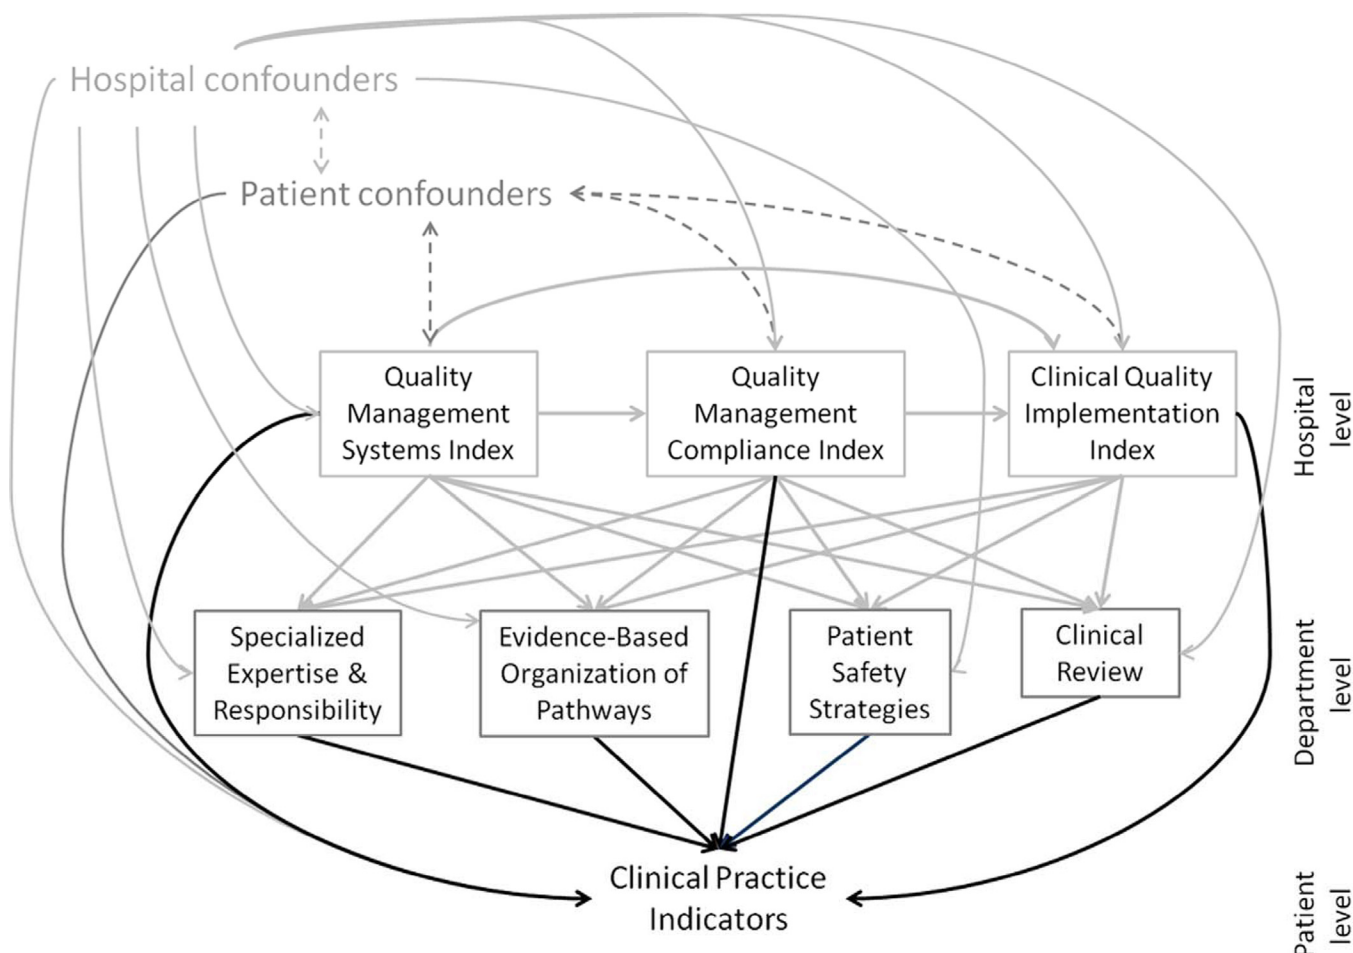 Hospital confounders
Patient confounders
Quality
Management
Systems Index
Quality
Management
Compliance Index
Clinical Quality
Implementation
Index
Hospital
level
Specialized
Expertise &
Responsibility
Evidence-Based
Organization of
Pathways
Patient
Safety
Strategies
Clinical
Review
Department
level
Clinical Practice
Indicators
Patient
level